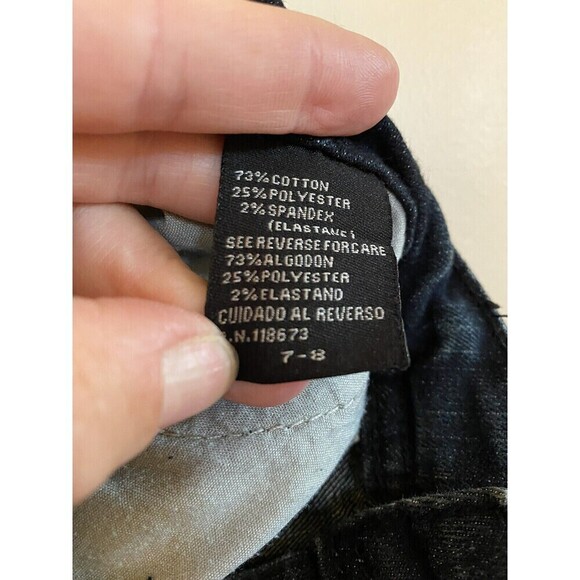 73% COTTON
25% POLYESTER
2% SPANDEX
(ELASTANE)
SEE REVERSE FOR CARE
73% ALGODON
25% POLYESTER
2% ELASTANO
CUIDADO AL REVERSO
.N.118673
7-8